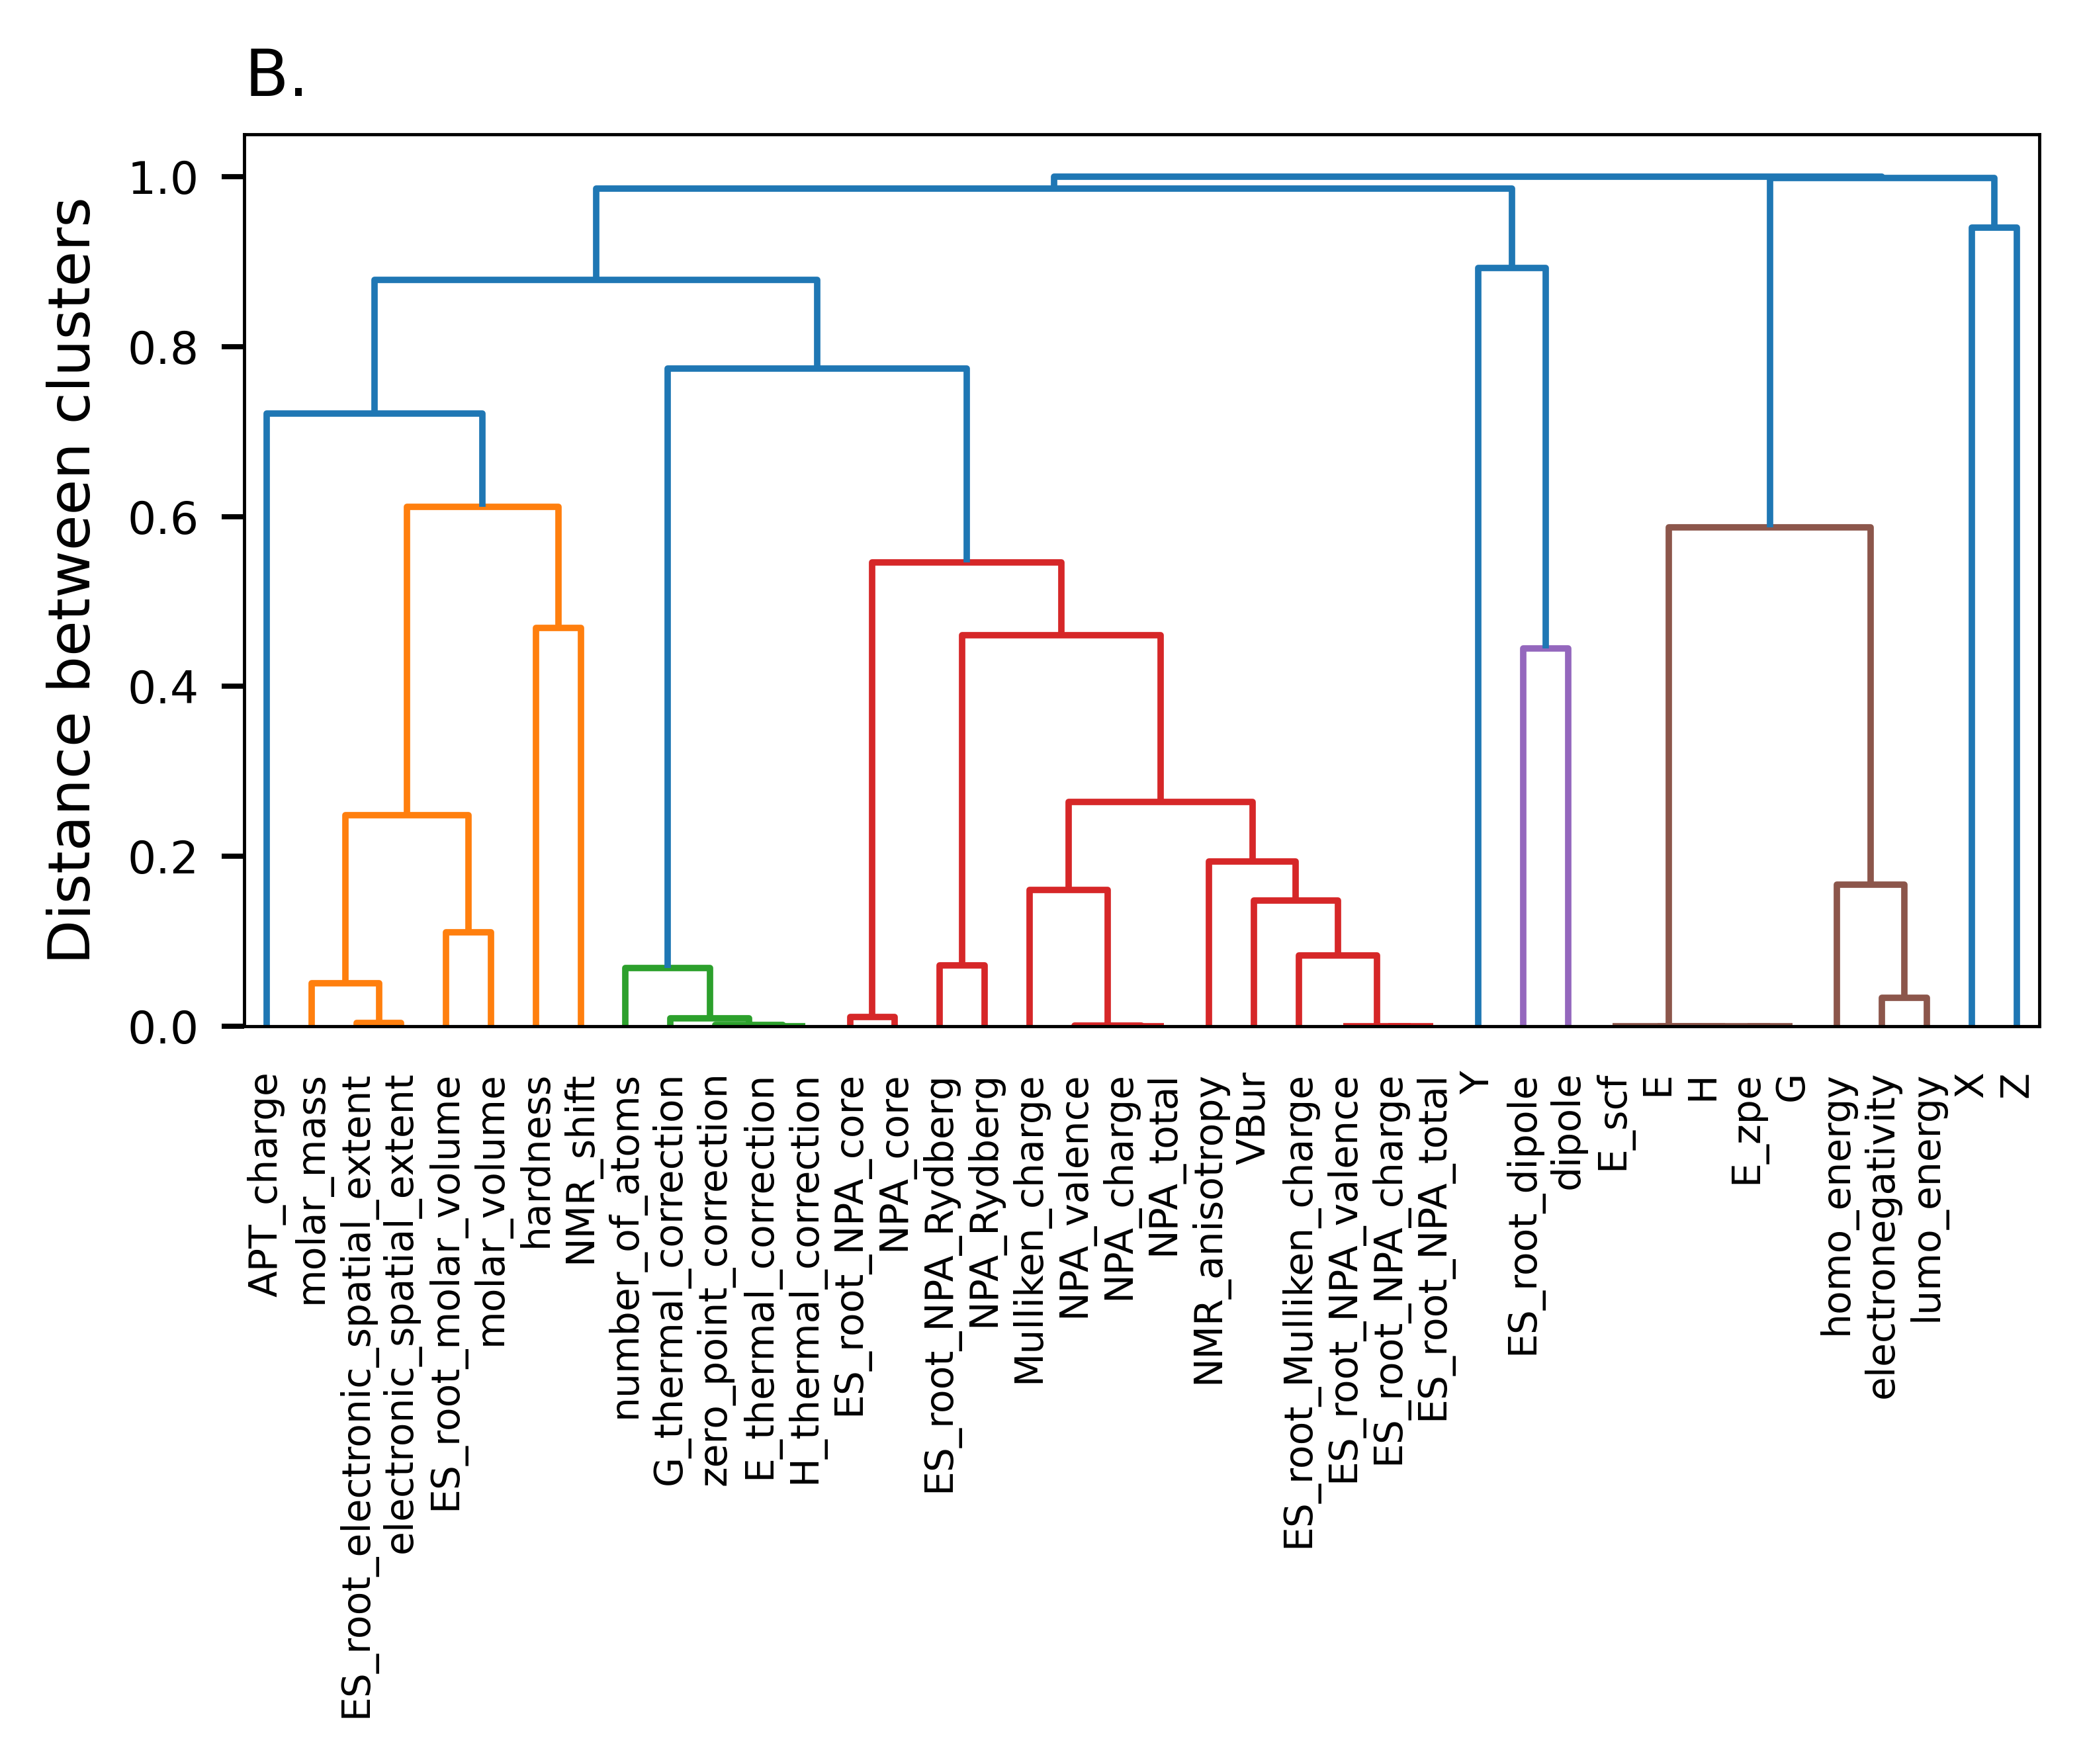 B.
Distance between clusters
1.0
0.8
0.6
0.4
0.2
0.0
APT_charge
molar_mass
ES_root_electronic_spatial_extent
electronic_spatial_extent
ES_root_molar_volume
molar_volume
hardness
NMR_shift
number_of_atoms
G_thermal_correction
zero_point_correction
E_thermal_correction
H_thermal_correction
ES_root_NPA_core
NPA_core
ES_root_NPA_Rydberg
NPA_Rydberg
Mulliken_charge
NPA_valence
NPA_charge
NPA_total
NMR_anisotropy
VBur
ES_root_Mulliken_charge
ES_root_NPA_valence
ES_root_NPA_charge
ES_root_NPA_total
Y
ES_root_dipole
dipole
E_scf
E
H
E_zpe
G
homo_energy
electronegativity
lumo_energy
X
Z